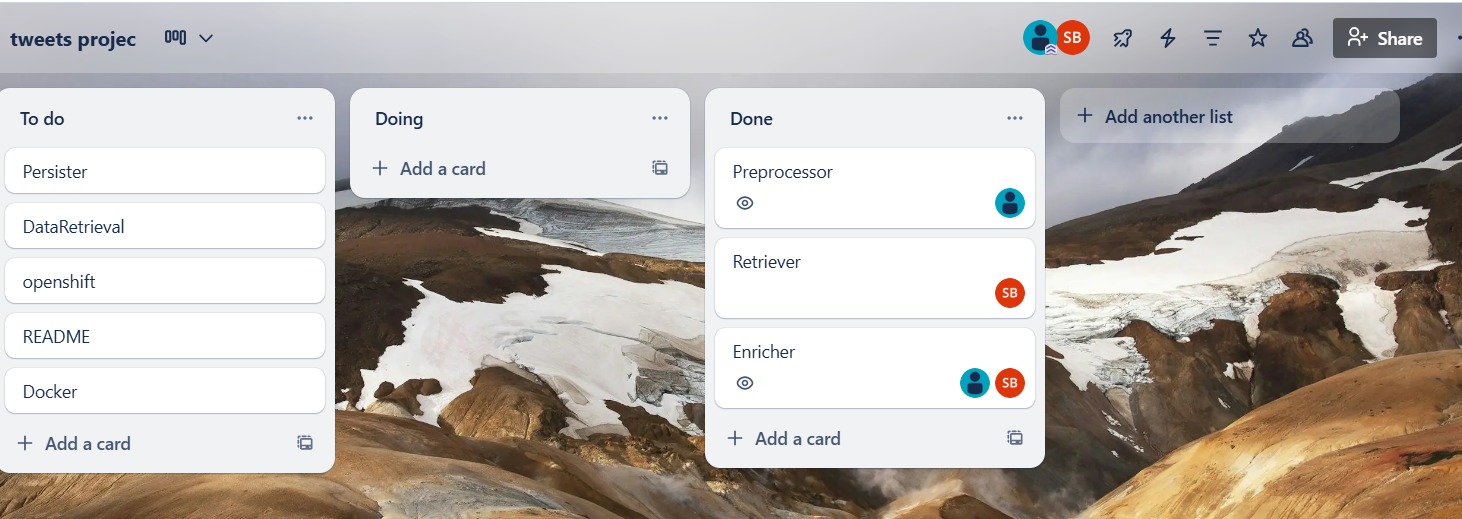 tweets projec
SB
Share
To do
Persister
DataRetrieval
openshift
README
Docker
Add a card
Doing
Add a card
Done
Preprocessor
Retriever
SB
Enricher
SB
Add a card
Add another list